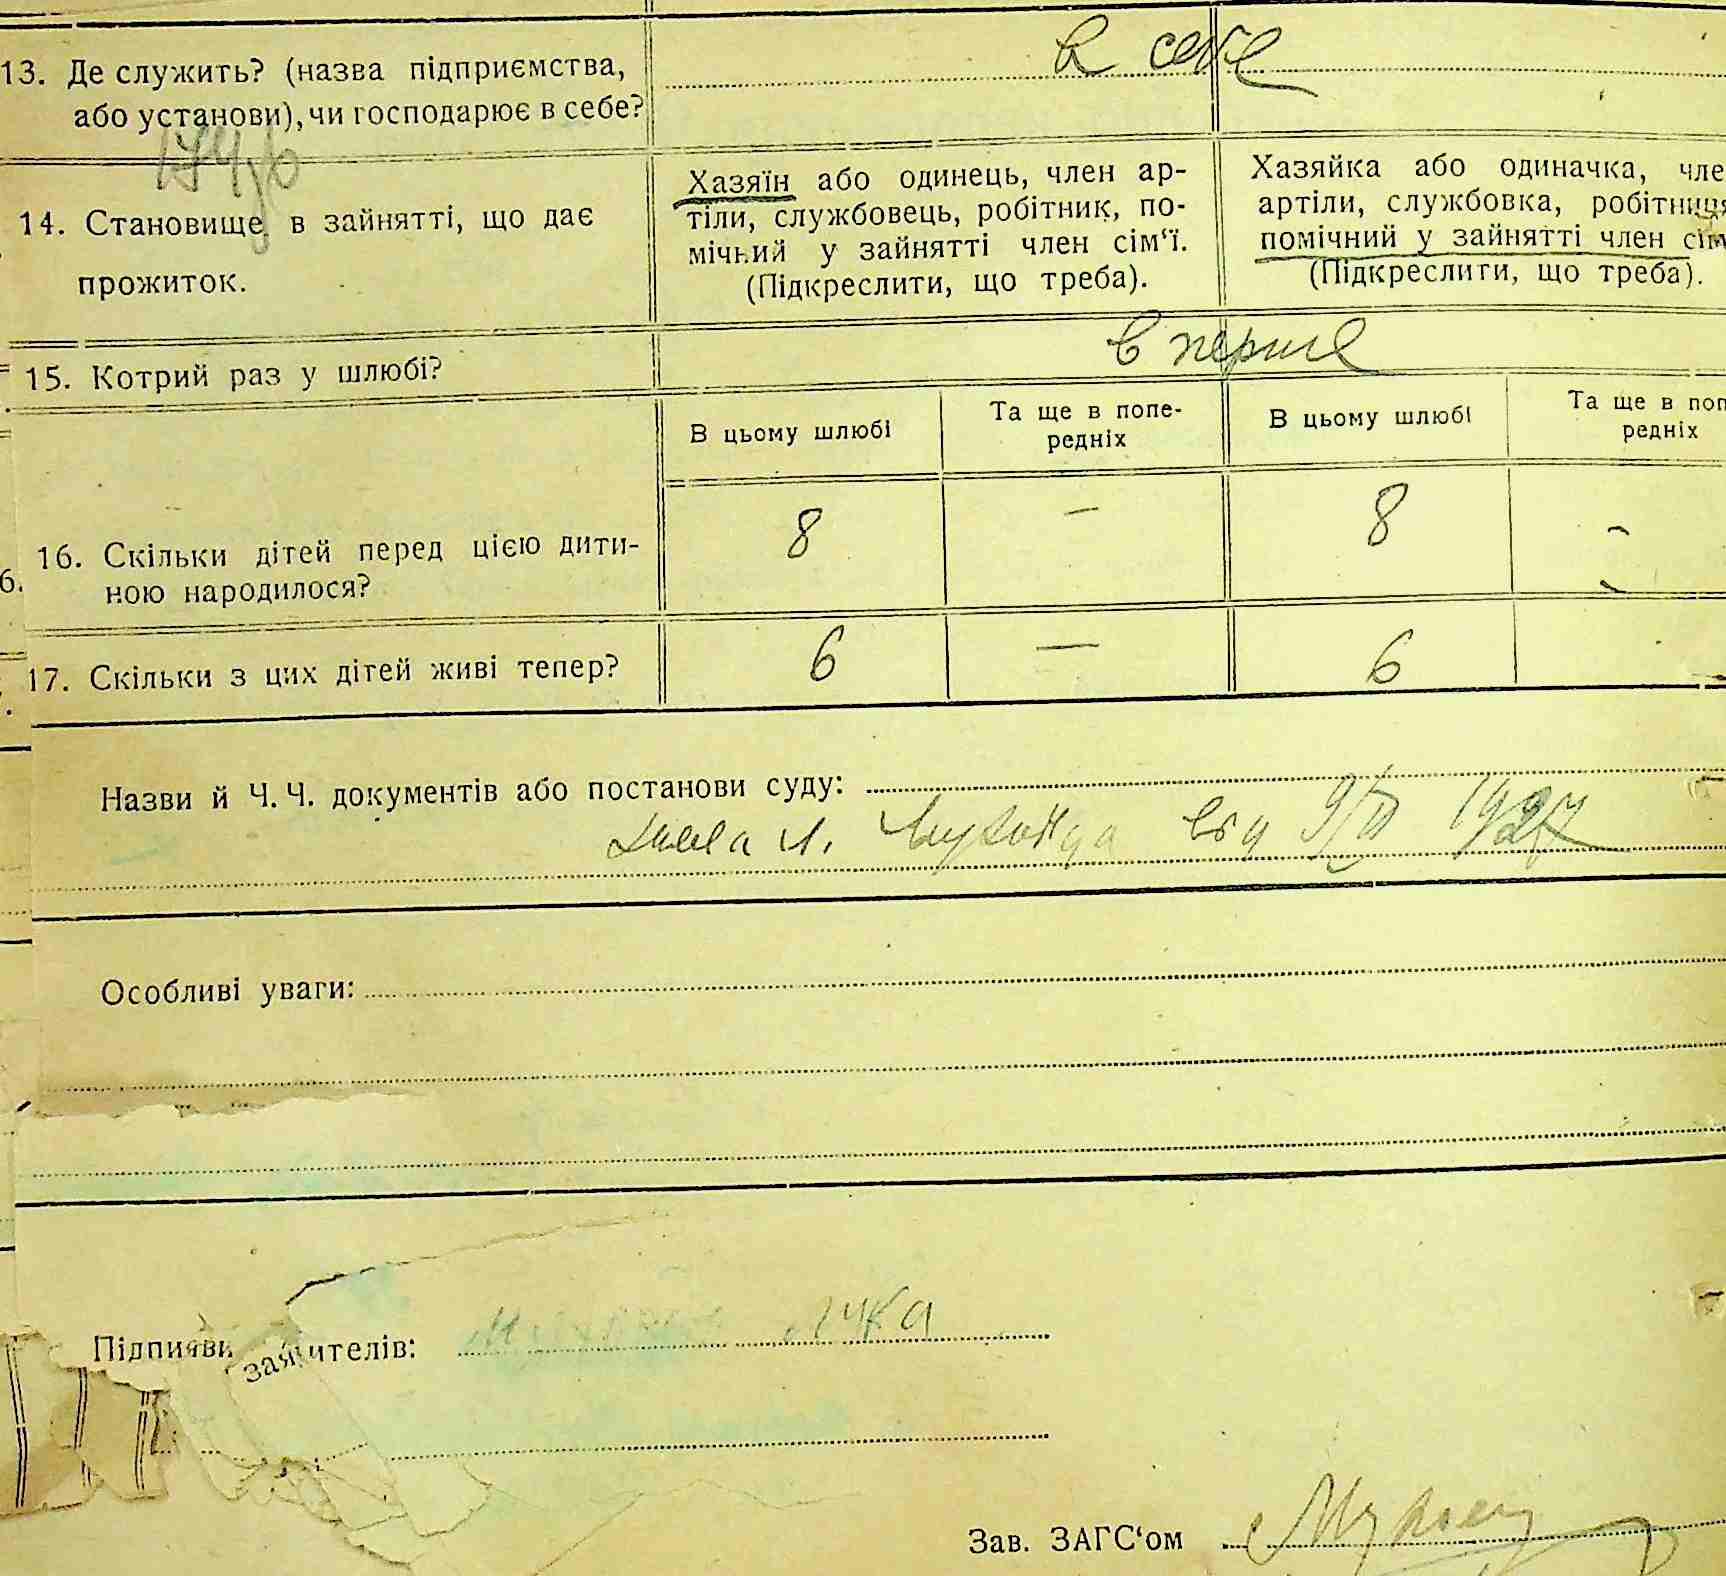 13. Де служить? (назва підприємства,
або установи), чи господарює в себе?
в себе
14. Становище в зайнятті, що дає
прожиток.
Хазяїн або одинець, член ар-
тіли, службовець, робітник, по-
мічний у зайнятті член сім‘ї.
(Підкреслити, що треба).
Хазяйка або одиначка, чле
артіли, службовка, робітниця
помічний у зайнятті член сім
(Підкреслити, що треба).
15. Котрий раз у шлюбі?
в перше
В цьому шлюбі
Та ще в попе-
редніх
В цьому шлюбі
Та ще в поп
редніх
16. Скільки дітей перед цією дити-
ною народилося?
8 – 8 –
17. Скільки з цих дітей живі тепер?
6 — 6
Назви й Ч. Ч. документів або постанови суду:
1927
Особливі уваги:
Підписи заявителів:
Зав. ЗАГС‘ом